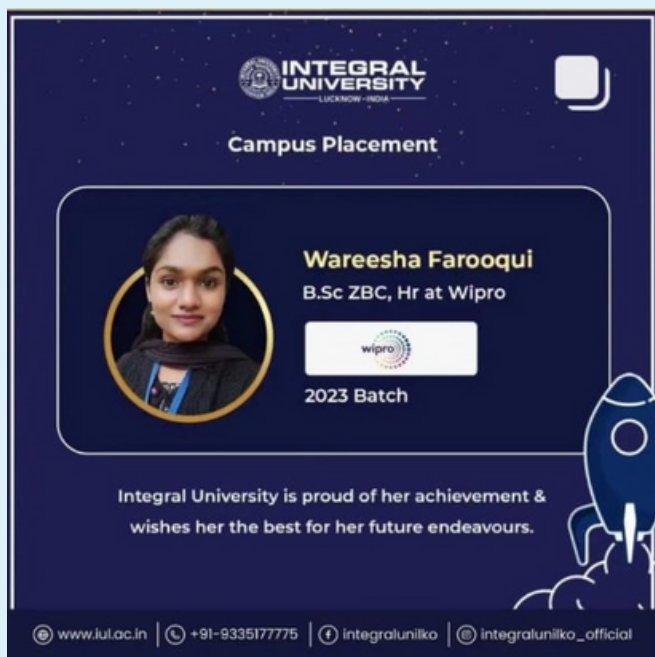 INTEGRAL
UNIVERSITY
LUCKNOW-INDIA
Campus Placement
Wareesha Farooqui
B.Sc ZBC, Hr at Wipro
wipro
2023 Batch
Integral University is proud of her achievement &
wishes her the best for her future endeavours.
www.iul.ac.in | +91-9335177775 | integralunilko | integralunilko_official